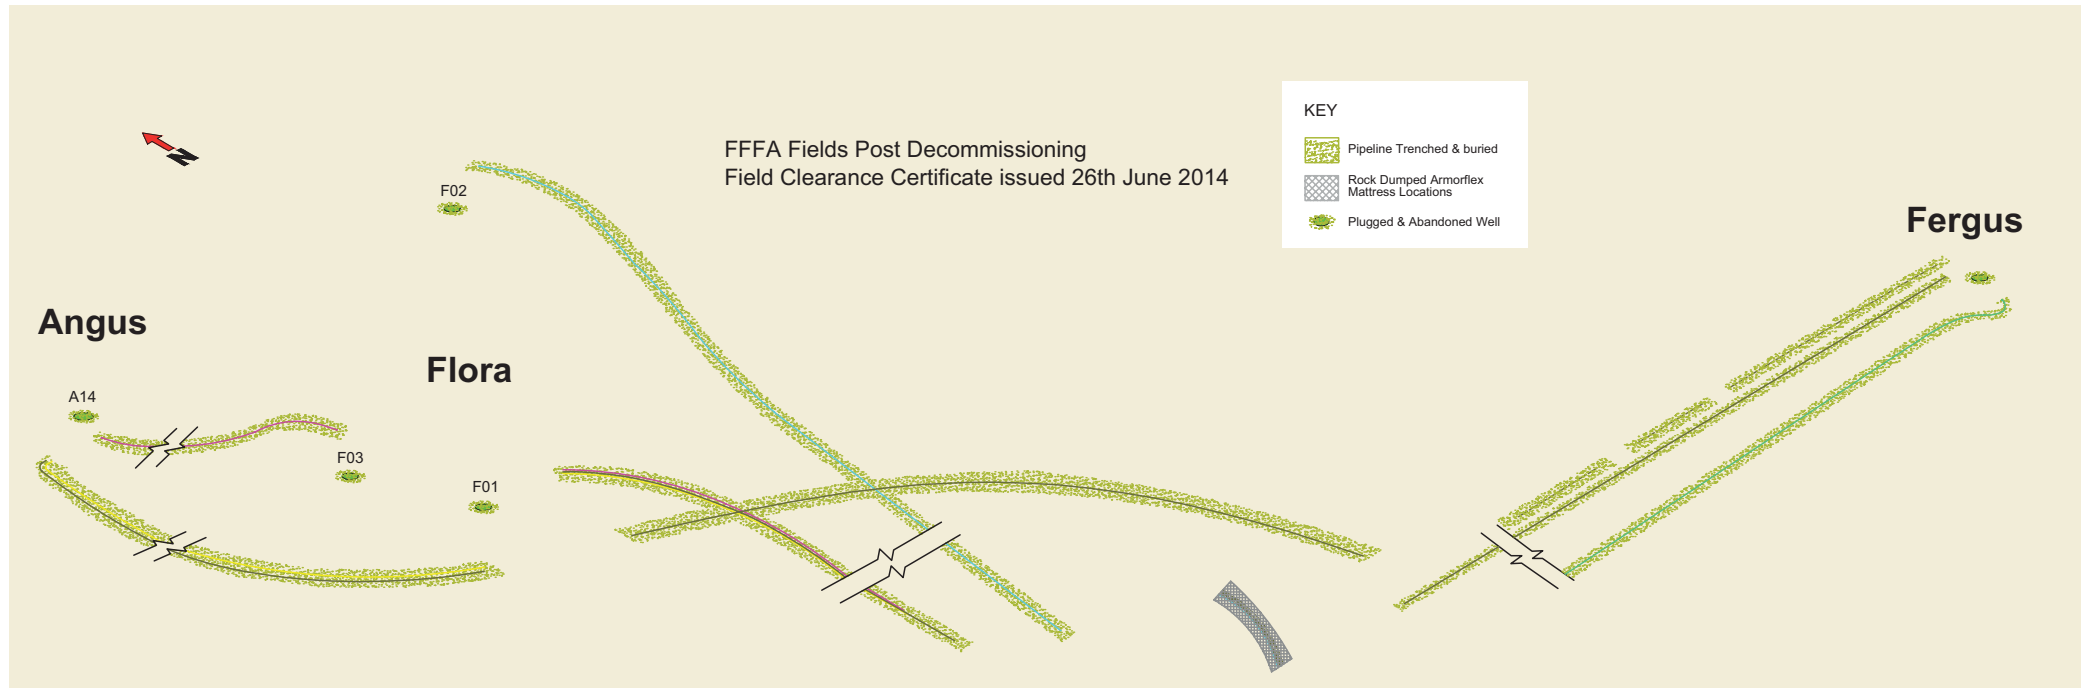 FFFA Fields Post Decommissioning
Field Clearance Certificate issued 26th June 2014
KEY
Pipeline Trenched & buried
Rock Dumped Armorflex
Mattress Locations
Plugged & Abandoned Well
N
F02
Fergus
Angus
Flora
A14
F03
F01